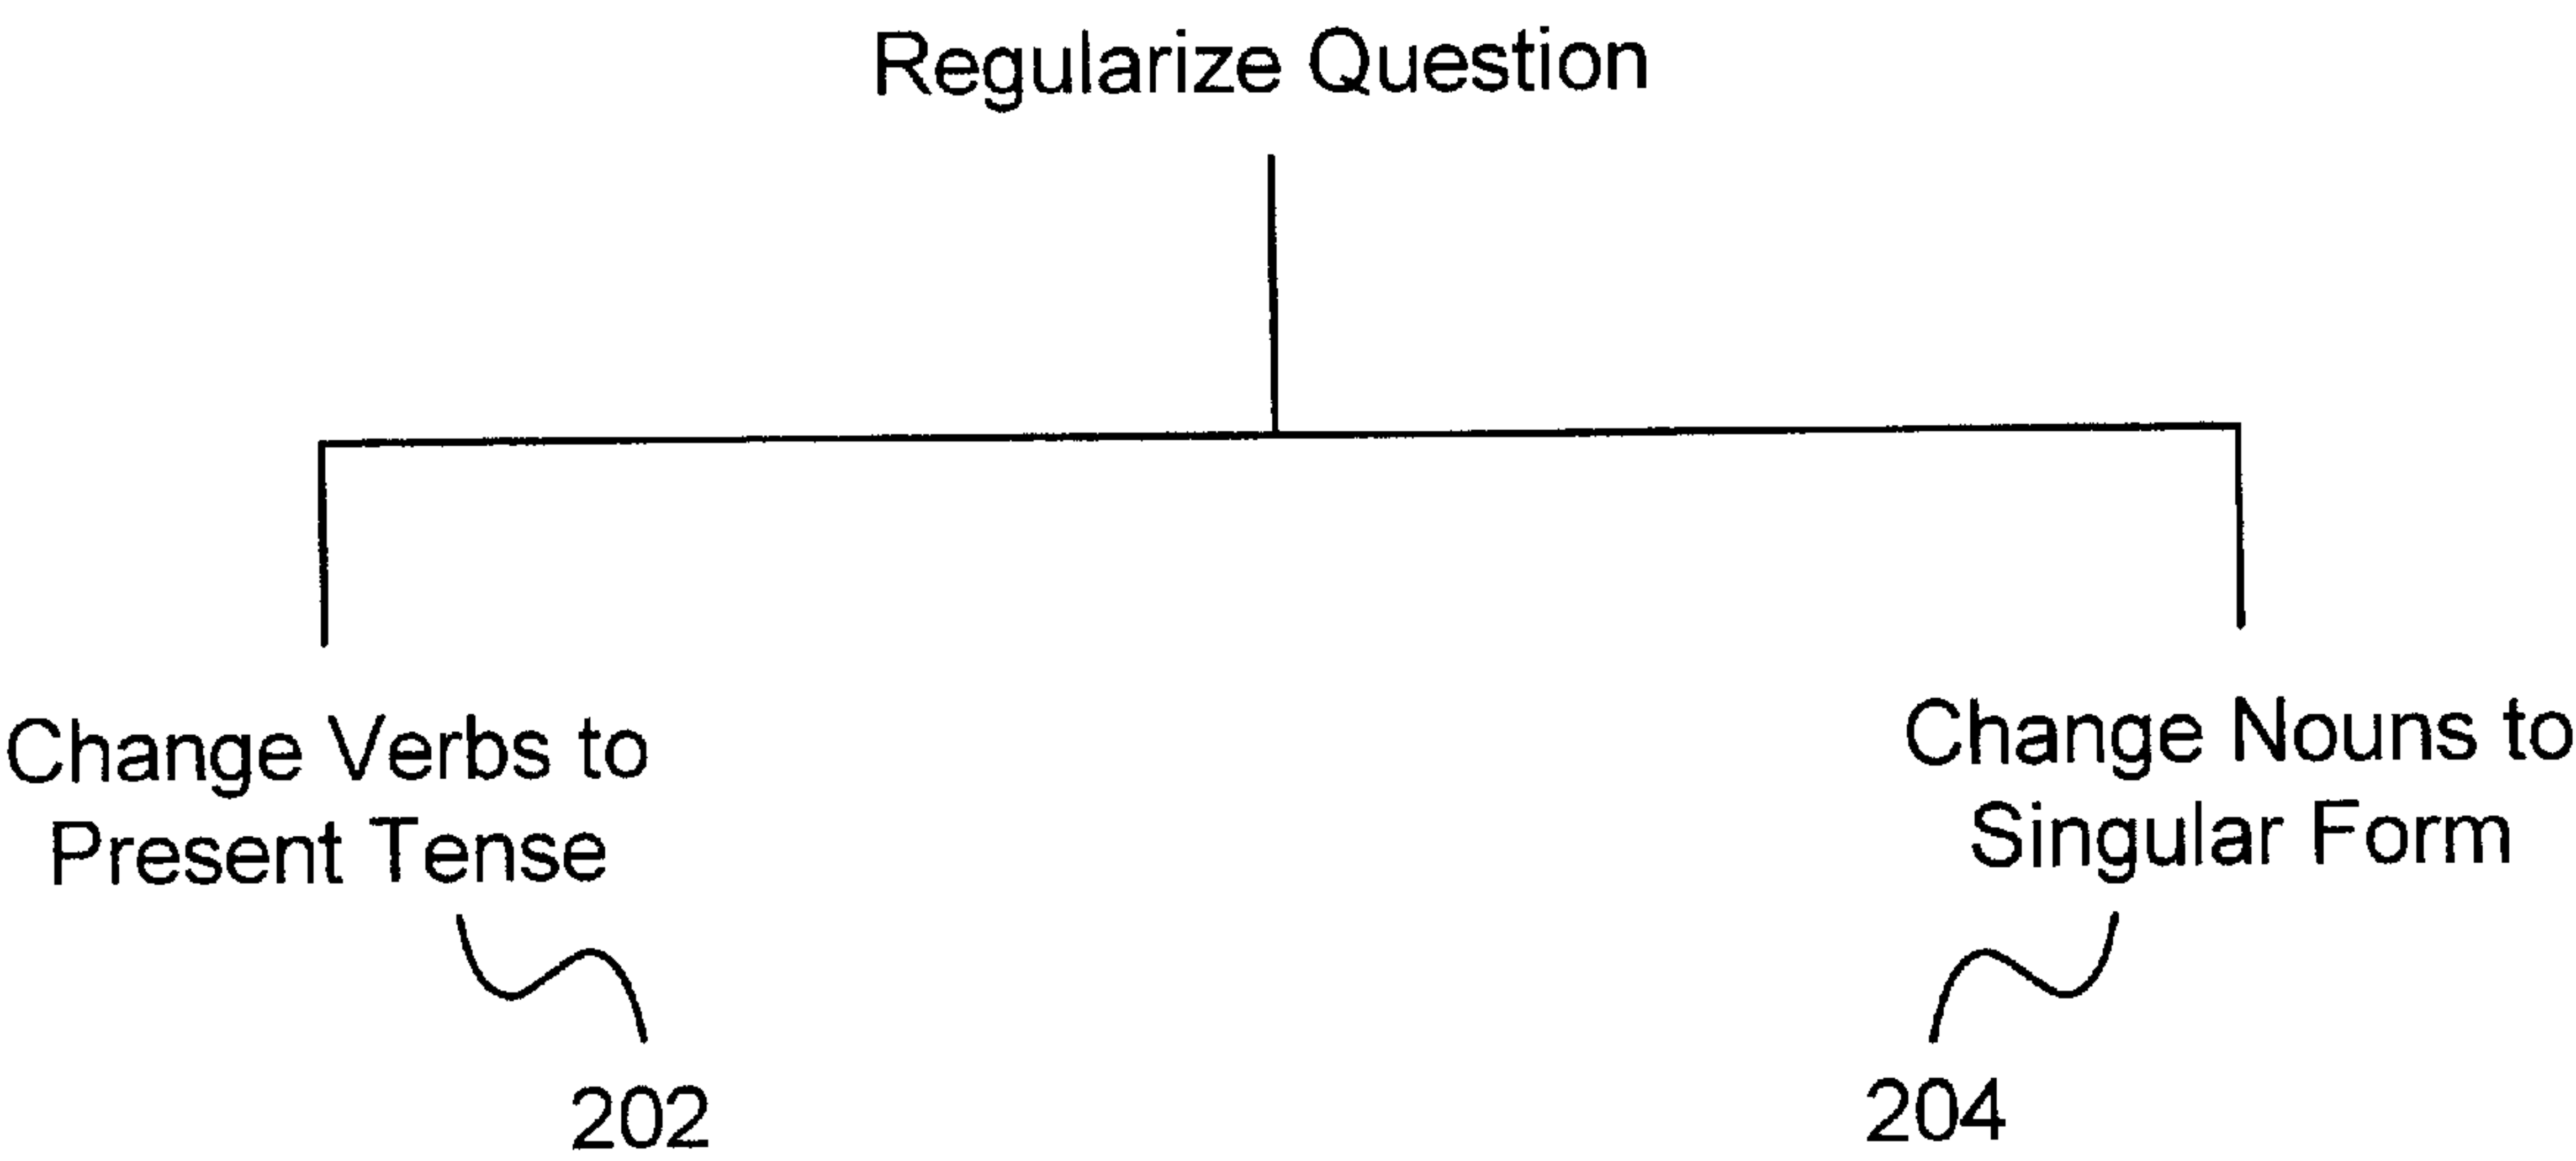 Regularize Question
Change Verbs to
Present Tense
202
Change Nouns to
Singular Form
204